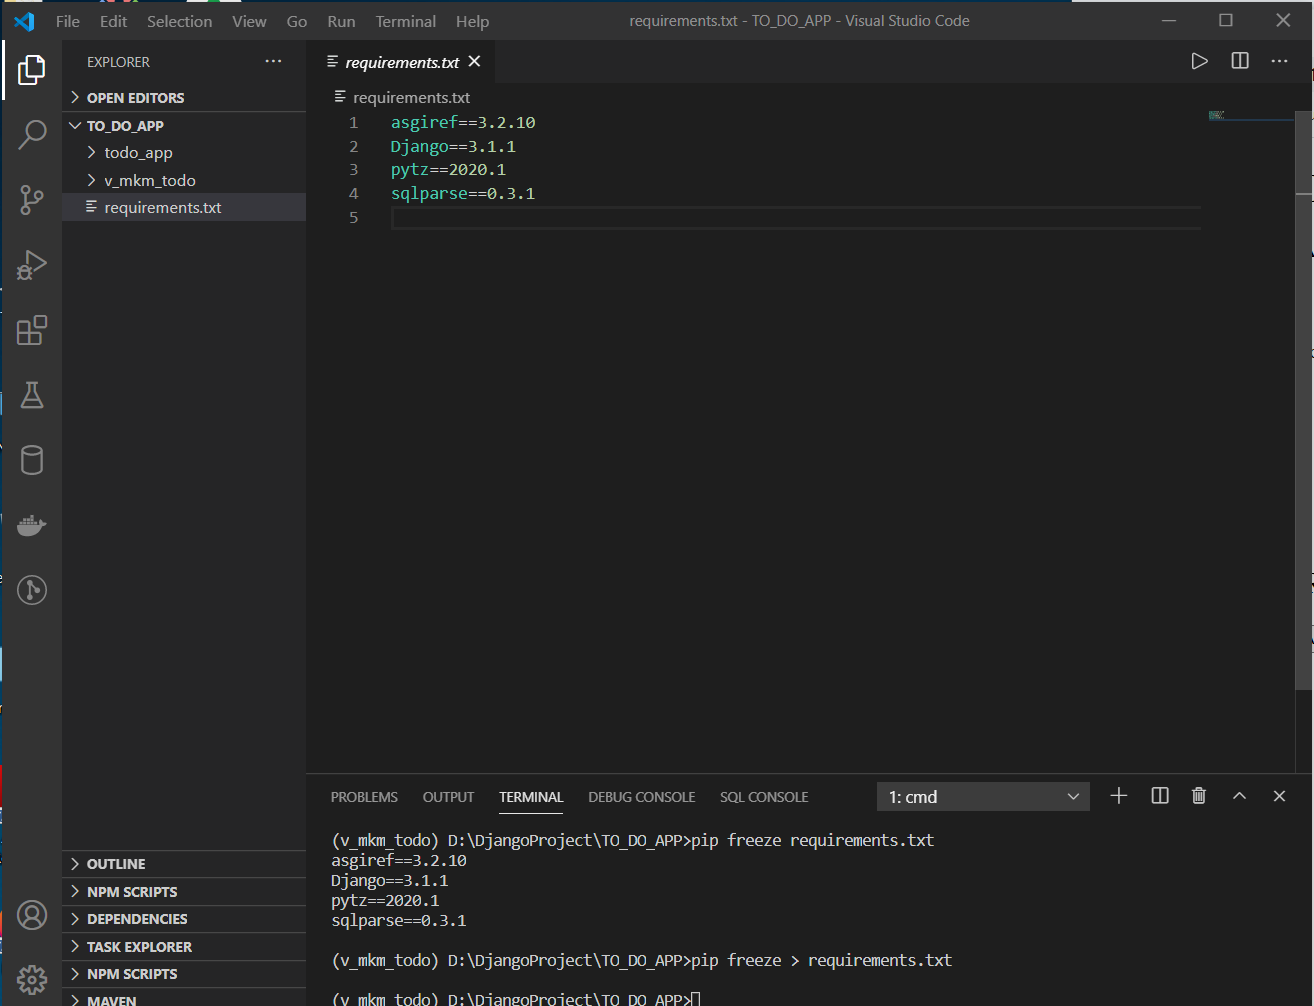 File Edit Selection View Go Run Terminal Help requirements.txt - TO_DO_APP - Visual Studio Code
EXPLORER
requirements.txt
OPEN EDITORS
TO_DO_APP
todo_app
v_mkm_todo
requirements.txt
requirements.txt
1 asgiref==3.2.10
2 Django==3.1.1
3 pytz==2020.1
4 sqlparse==0.3.1
5
OUTLINE
NPM SCRIPTS
DEPENDENCIES
TASK EXPLORER
NPM SCRIPTS
MAVEN
PROBLEMS OUTPUT TERMINAL DEBUG CONSOLE SQL CONSOLE 1: cmd
(v_mkm_todo) D:\DjangoProject\TO_DO_APP>pip freeze requirements.txt
asgiref==3.2.10
Django==3.1.1
pytz==2020.1
sqlparse==0.3.1
(v_mkm_todo) D:\DjangoProject\TO_DO_APP>pip freeze > requirements.txt
(v_mkm_todo) D:\DjangoProject\TO_DO_APP>